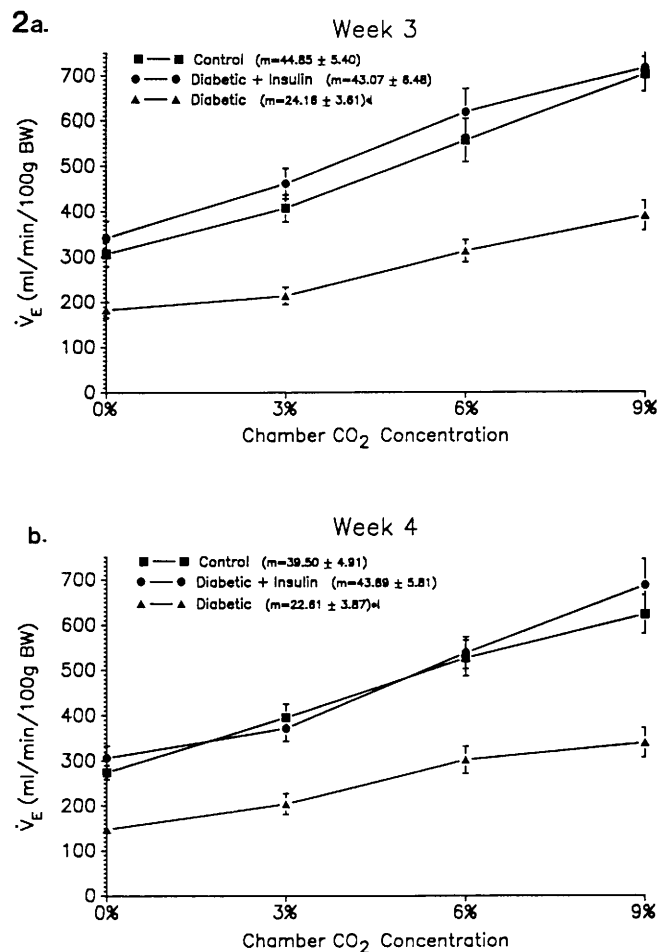 2a.
Week 3
Control (m=44.85 ± 5.40)
Diabetic + Insulin (m=43.07 ± 6.48)
Diabetic (m=24.16 ± 3.61)
700
600
500
400
300
200
100
0
V̇E (ml/min/100g BW)
0% 3% 6% 9%
Chamber CO2 Concentration
b.
Week 4
Control (m=39.50 ± 4.91)
Diabetic + Insulin (m=43.69 ± 5.81)
Diabetic (m=22.61 ± 3.87)
700
600
500
400
300
200
100
0
V̇E (ml/min/100g BW)
0% 3% 6% 9%
Chamber CO2 Concentration